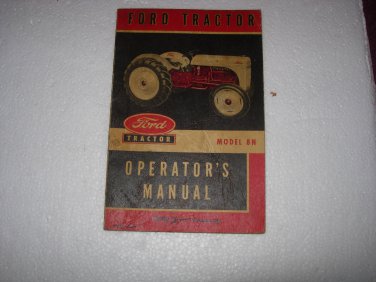 FORD TRACTOR
Ford
TRACTOR
MODEL 8N
OPERATOR'S
MANUAL